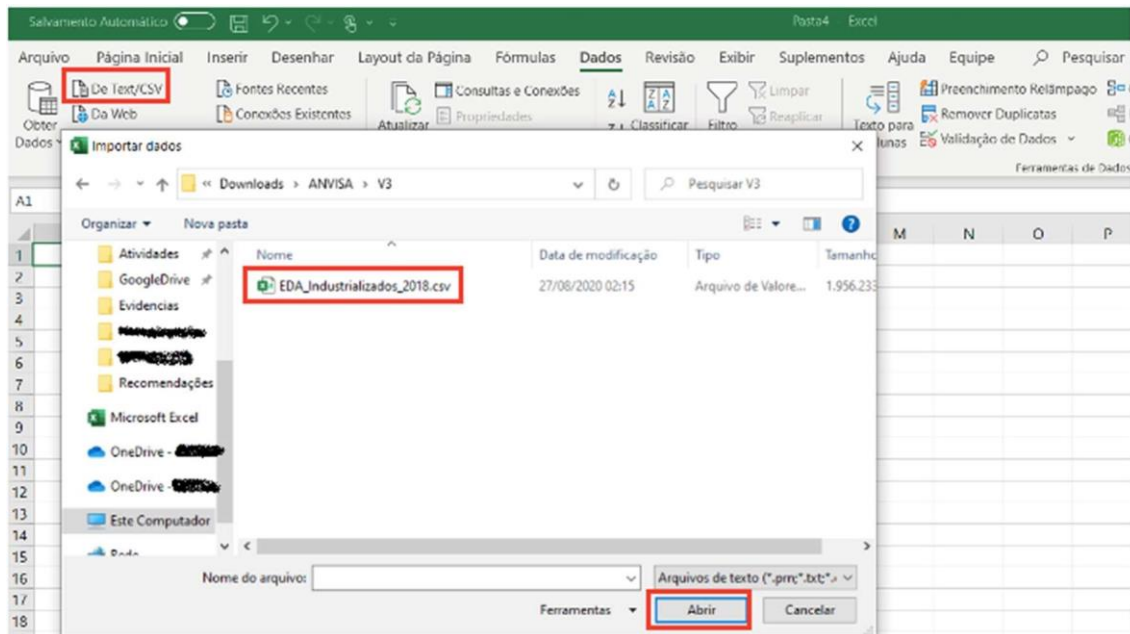 Salvamento Automático
Pasta4 Excel
Arquivo Página Inicial Inserir Desenhar Layout da Página Fórmulas Dados Revisão Exibir Suplementos Ajuda Equipe Pesquisar
De Text/CSV Fontes Recentes Consultas e Conexões Limpar Preenchimento Relâmpago
Da Web Conexões Existentes Propriedades Reaplicar Remover Duplicatas
Obter Dados Atualizar Classificar Filtro Texto para lunas Validação de Dados
Ferramentas de Dados
Importar dados
« Downloads > ANVISA > V3
Pesquisar V3
A1
Organizar Nova pasta
M N O P
Nome Data de modificação Tipo Tamanho
EDA_Industrializados_2018.csv 27/08/2020 02:15 Arquivo de Valore... 1.956.233
Atividades
GoogleDrive
Evidencias
Recomendações
Microsoft Excel
OneDrive -
OneDrive -
Este Computador
Rede
1
2
3
4
5
6
7
8
9
10
11
12
13
14
15
16
17
18
Nome do arquivo:
Arquivos de texto (*.prn;*.txt;*.
Ferramentas Abrir Cancelar